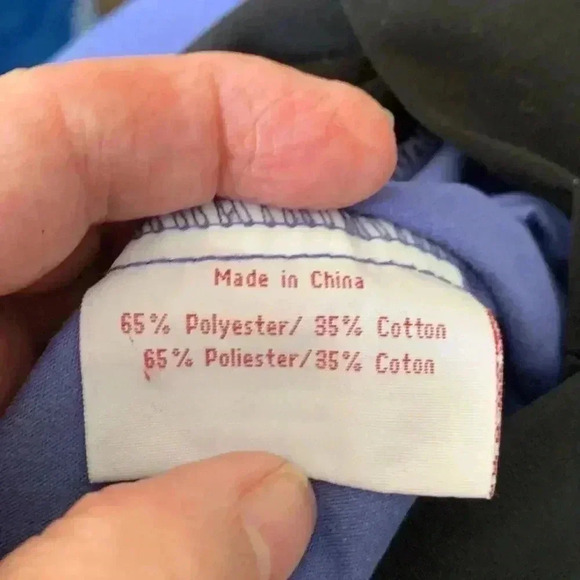 Made in China
65% Polyester/ 35% Cotton
65% Poliester/35% Coton